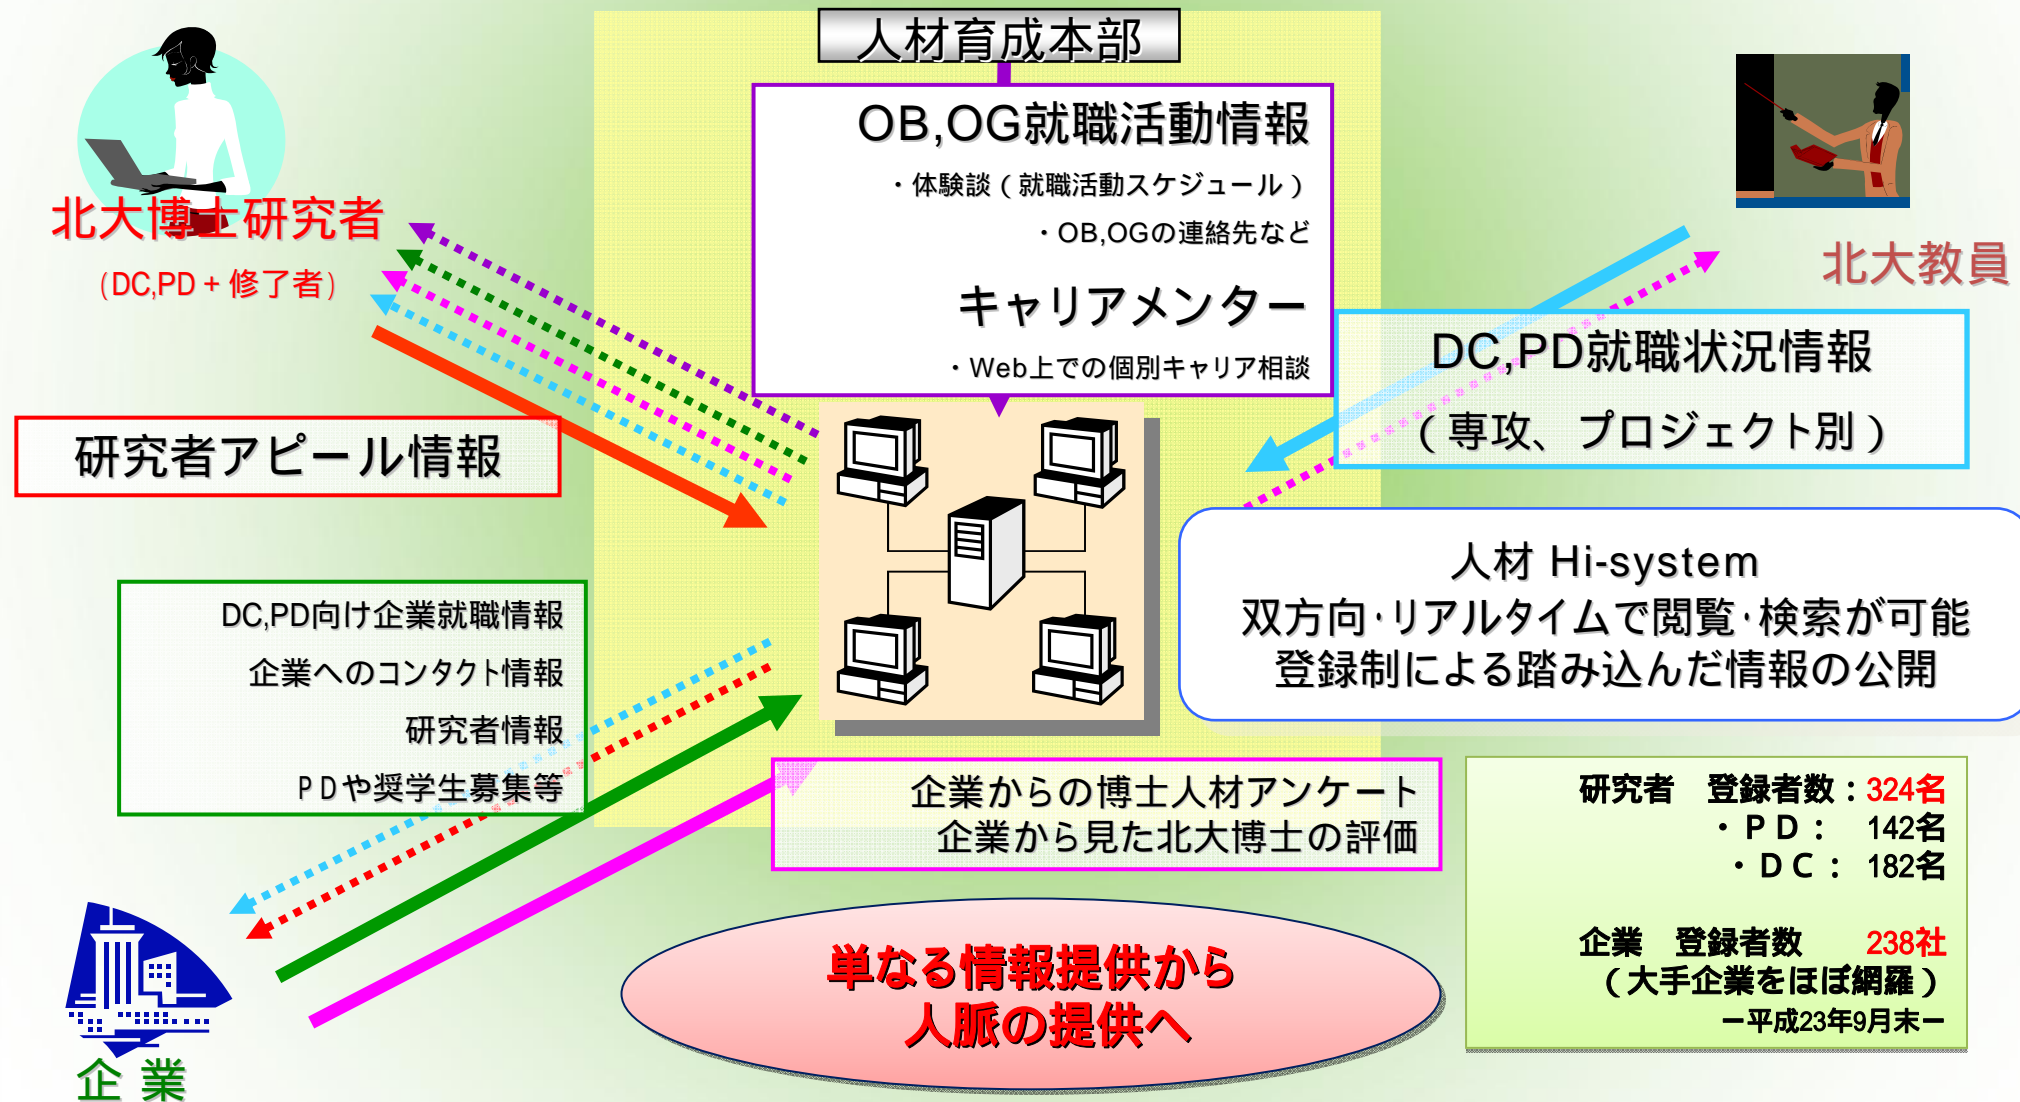 人材育成本部
OB,OG就職活動情報
・体験談（就職活動スケジュール）
・OB,OGの連絡先など
キャリアメンター
・Web上での個別キャリア相談
北大博士研究者
（DC,PD + 修了者）
北大教員
DC,PD就職状況情報
（専攻、プロジェクト別）
研究者アピール情報
人材 Hi-system
双方向･リアルタイムで閲覧･検索が可能
登録制による踏み込んだ情報の公開
DC,PD向け企業就職情報
企業へのコンタクト情報
研究者情報
ＰＤや奨学生募集等
企業からの博士人材アンケート
企業から見た北大博士の評価
研究者　登録者数：324名
・ＰＤ：　142名
・ＤＣ：　182名
企業　登録者数　　238社
（大手企業をほぼ網羅）
ー平成23年9月末ー
単なる情報提供から
人脈の提供へ
企 業